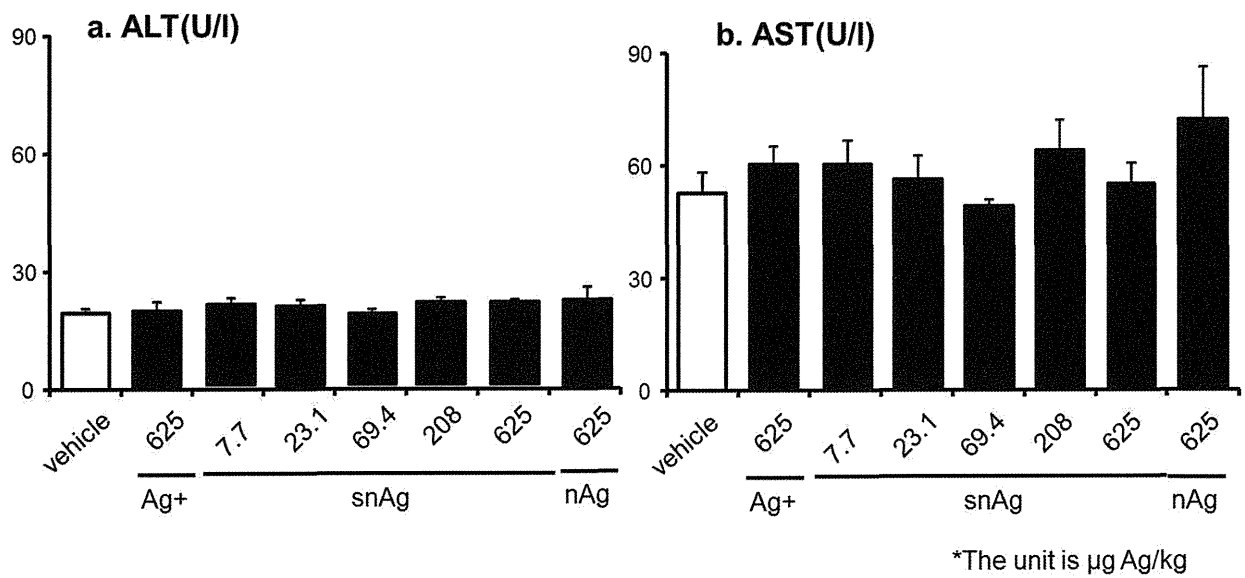 a. ALT(U/l)
90
60
30
0
vehicle
625
7.7
23.1
69.4
208
625
625
Ag+
snAg
nAg
b. AST(U/l)
90
60
30
0
vehicle
625
7.7
23.1
69.4
208
625
625
Ag+
snAg
nAg
*The unit is μg Ag/kg